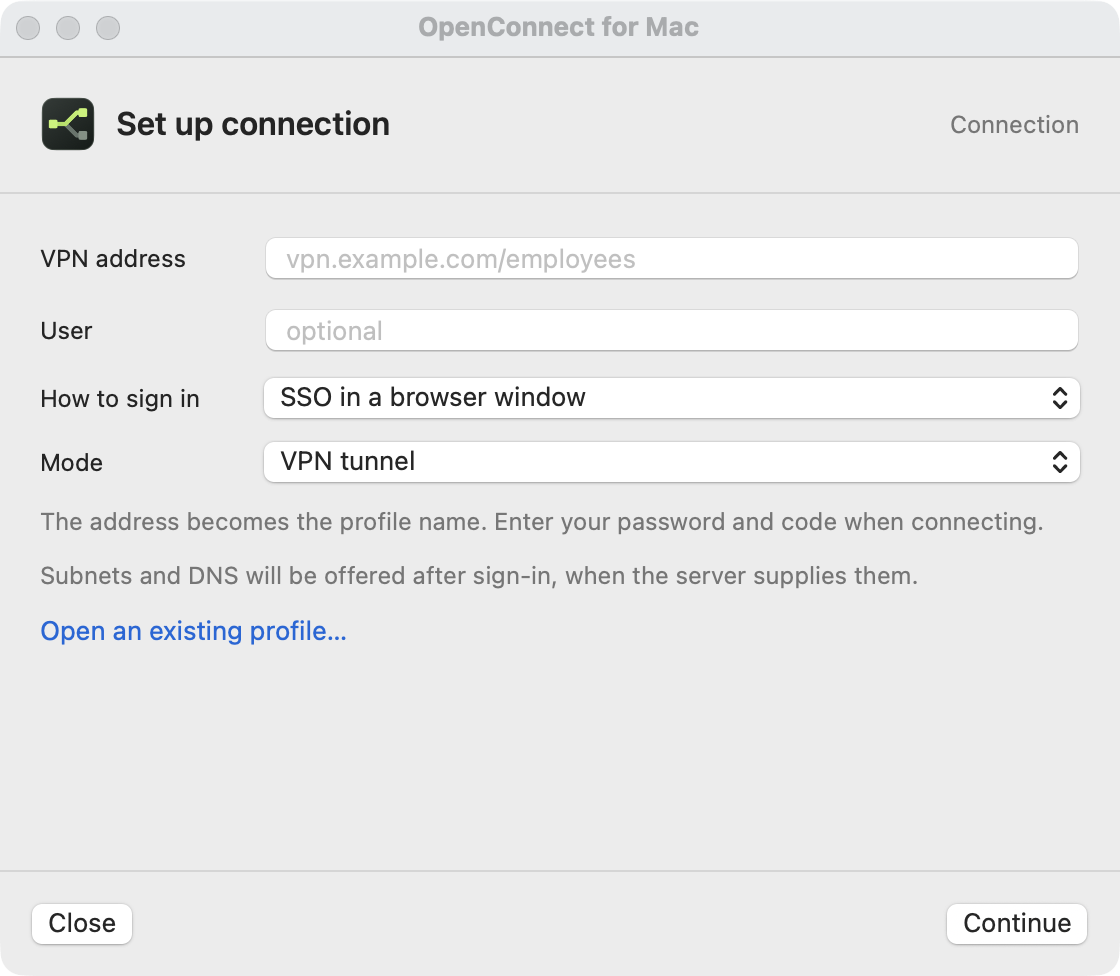 OpenConnect for Mac
Set up connection
Connection
VPN address
vpn.example.com/employees
User
optional
How to sign in
SSO in a browser window
Mode
VPN tunnel
The address becomes the profile name. Enter your password and code when connecting.
Subnets and DNS will be offered after sign-in, when the server supplies them.
Open an existing profile...
Close
Continue